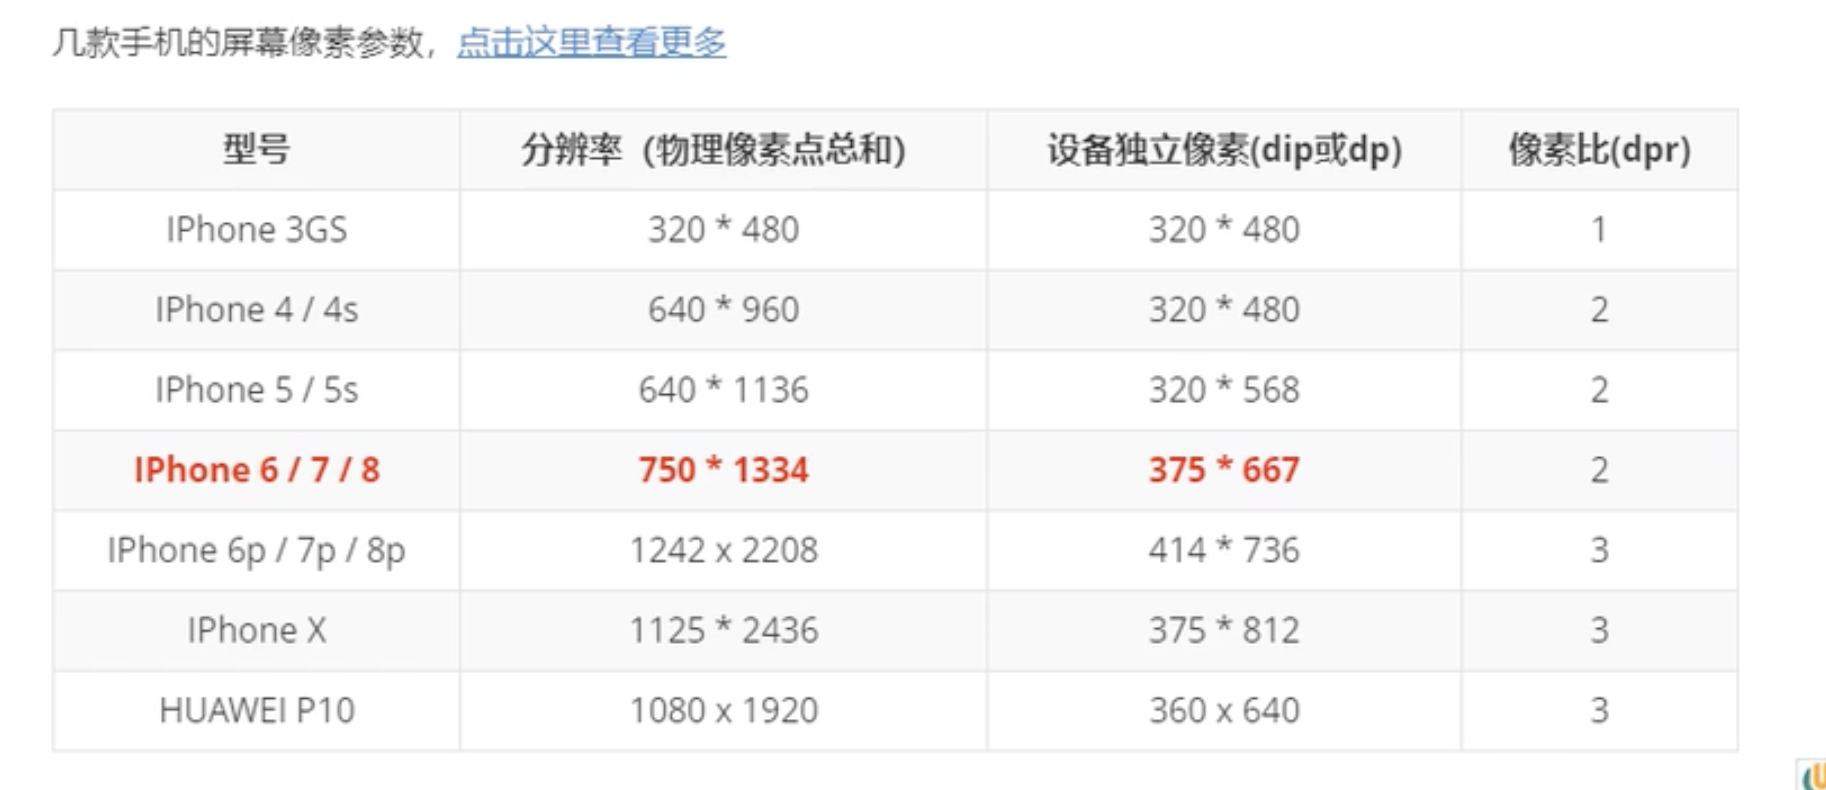 几款手机的屏幕像素参数，点击这里查看更多
型号 分辨率（物理像素点总和) 设备独立像素(dip或dp) 像素比(dpr)
IPhone 3GS 320 * 480 320 * 480 1
IPhone 4 / 4s 640 * 960 320 * 480 2
IPhone 5 / 5s 640 * 1136 320 * 568 2
IPhone 6 / 7 / 8 750 * 1334 375 * 667 2
IPhone 6p / 7p / 8p 1242 x 2208 414 * 736 3
IPhone X 1125 * 2436 375 * 812 3
HUAWEI P10 1080 x 1920 360 x 640 3